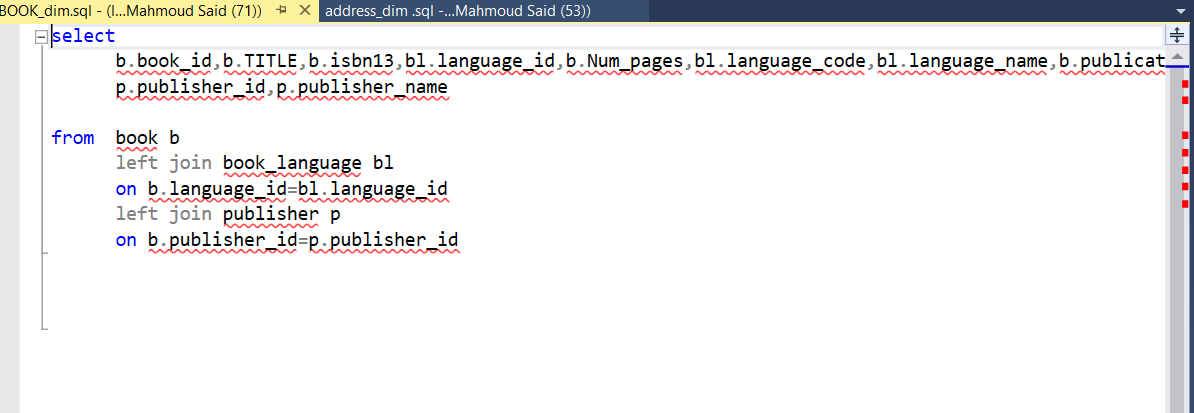 BOOK_dim.sql - (I...Mahmoud Said (71)) address_dim .sql -...Mahmoud Said (53))
select
b.book_id,b.TITLE,b.isbn13,bl.language_id,b.Num_pages,bl.language_code,bl.language_name,b.publicat
p.publisher_id,p.publisher_name
from book b
left join book_language bl
on b.language_id=bl.language_id
left join publisher p
on b.publisher_id=p.publisher_id